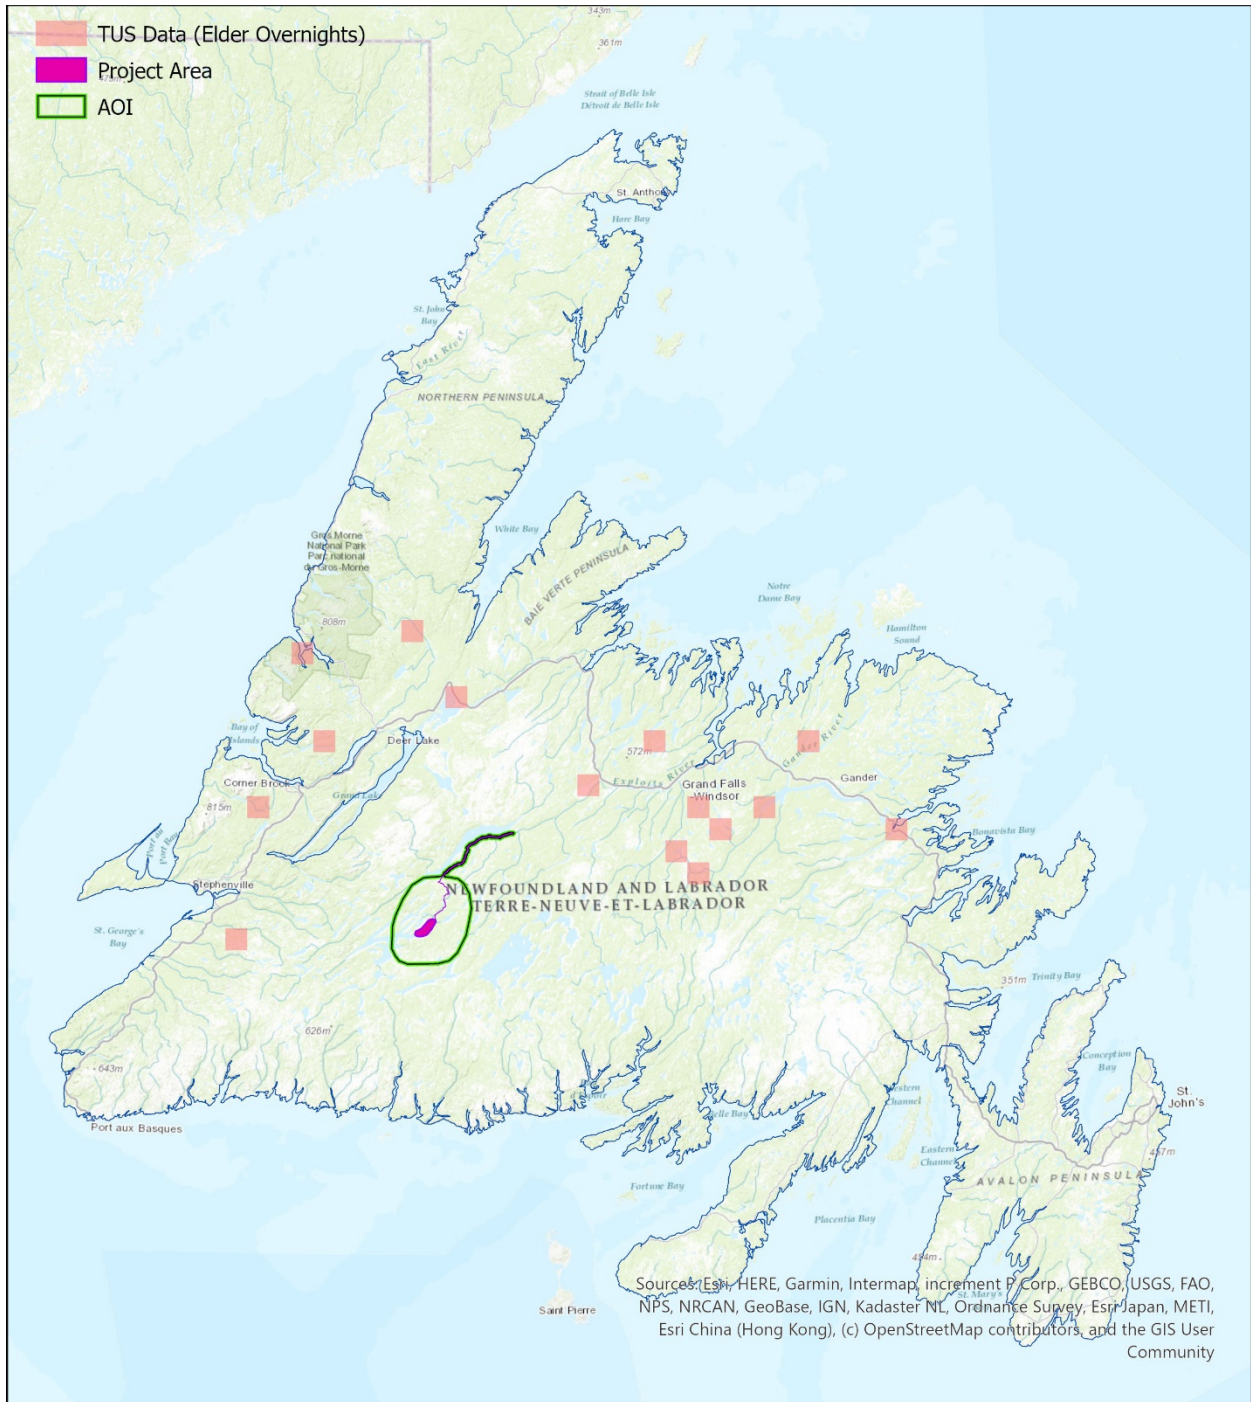 TUS Data (Elder Overnights)
Project Area
AOI
343m
361m
Strait of Belle Isle
Détroit de Belle Isle
St. Anthony
Hare Bay
St. John
Bay
East River
NORTHERN PENINSULA
White Bay
Gros Morne
National Park
Parc national
du Gros-Morne
BAIE VERTE PENINSULA
Notre
Dame Bay
Hamilton
Sound
808m
Bay of
Islands
Deer Lake
572m
Gander River
Exploits River
Grand Falls
-Windsor
Gander
Corner Brook
Grand Lake
815m
Port au
Port Bay
Bonavista Bay
Stephenville
NEWFOUNDLAND AND LABRADOR
TERRE-NEUVE-ET-LABRADOR
St. George's
Bay
351m
Trinity Bay
626m
643m
Conception
Bay
St.
John's
Port aux Basques
Western
Channel
Eastern
Channel
457m
AVALON PENINSULA
Fortune Bay
Placentia Bay
Saint Pierre
St. Mary's
Sources: Esri, HERE, Garmin, Intermap, increment P Corp., GEBCO, USGS, FAO,
NPS, NRCAN, GeoBase, IGN, Kadaster NL, Ordnance Survey, Esri Japan, METI,
Esri China (Hong Kong), (c) OpenStreetMap contributors, and the GIS User
Community